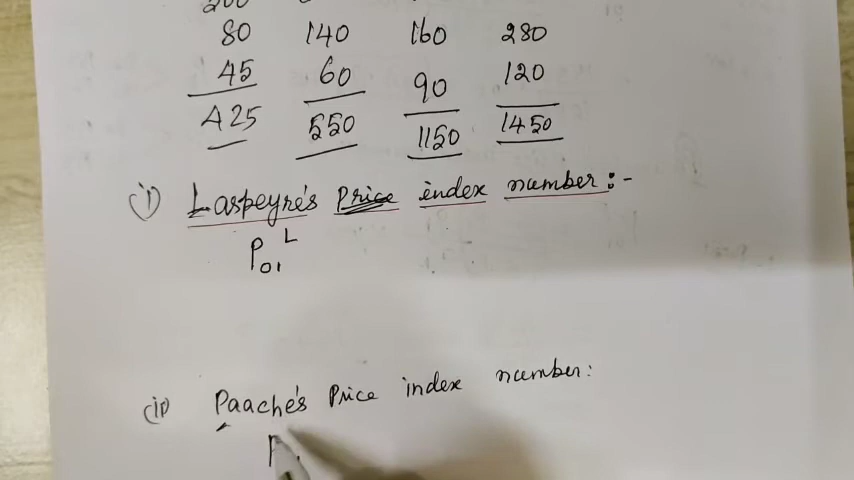 200
80 140 160 280
45 60 90 120
425 550 1150 1450
(i) Laspeyre's Price index number :-
P01 L
(ii) Paache's Price index number:
P